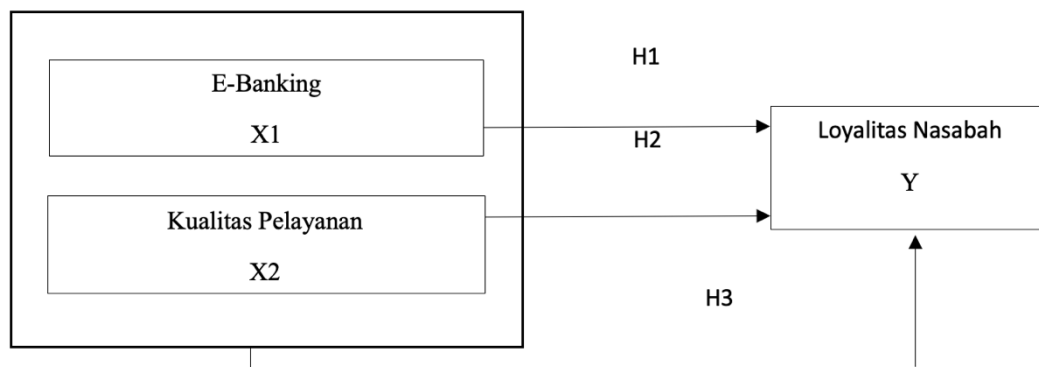 E-Banking
X1
Kualitas Pelayanan
X2
H1
H2
H3
Loyalitas Nasabah
Y